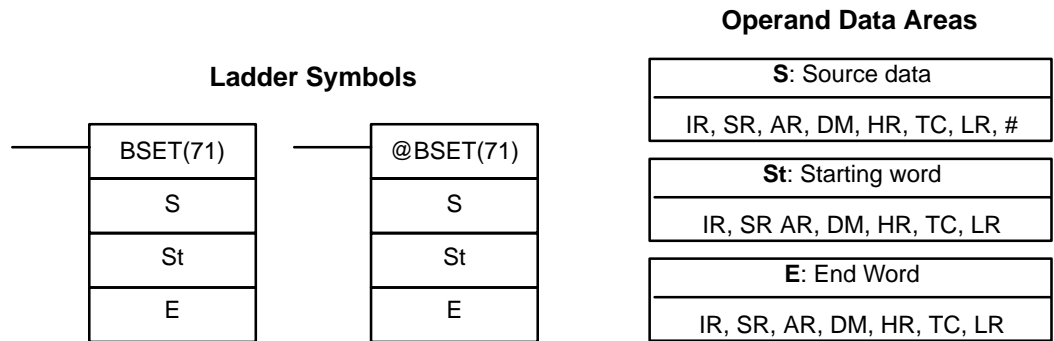 Ladder Symbols
BSET(71)
S
St
E
@BSET(71)
S
St
E
Operand Data Areas
S: Source data
IR, SR, AR, DM, HR, TC, LR, #
St: Starting word
IR, SR AR, DM, HR, TC, LR
E: End Word
IR, SR, AR, DM, HR, TC, LR